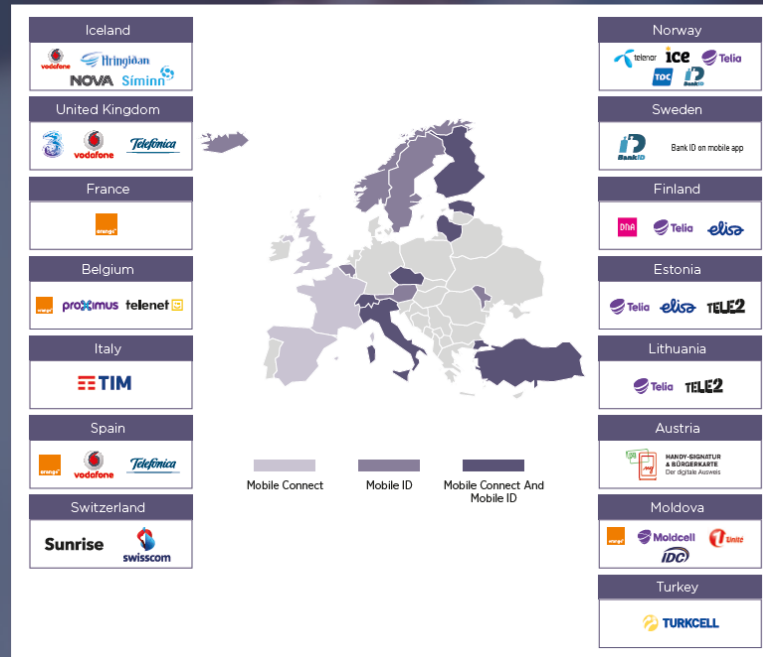 Iceland
vodafone Hringiðan
NOVA Síminn
United Kingdom
3 vodafone Telefónica
France
orange
Belgium
orange proximus telenet
Italy
TIM
Spain
orange vodafone Telefónica
Switzerland
Sunrise swisscom
Mobile Connect
Mobile ID
Mobile Connect And
Mobile ID
Norway
telenor ice Telia
TDC BankID
Sweden
BankID Bank ID on mobile app
Finland
DNA Telia elisa
Estonia
Telia elisa TELE2
Lithuania
Telia TELE2
Austria
HANDY-SIGNATUR
& BÜRGERKARTE
Der digitale Ausweis
Moldova
orange Moldcell Unité
IDC
Turkey
TURKCELL